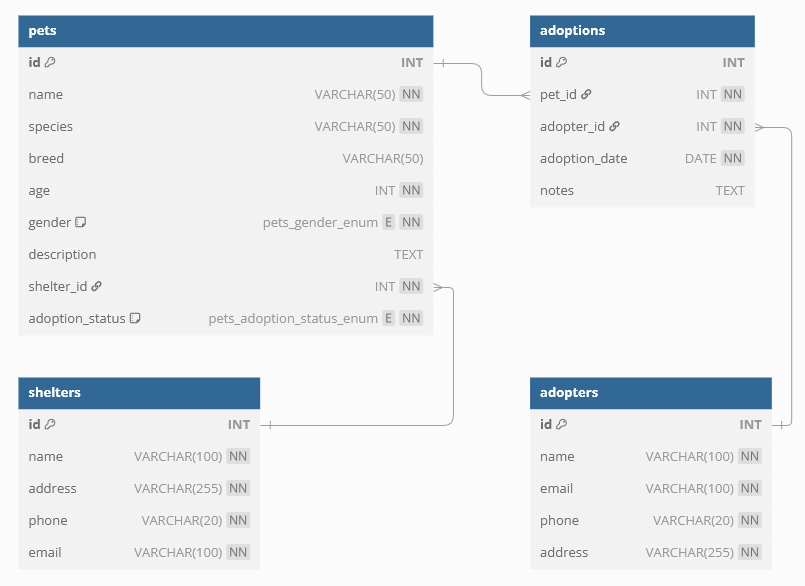 pets
id INT
name VARCHAR(50) NN
species VARCHAR(50) NN
breed VARCHAR(50)
age INT NN
gender pets_gender_enum E NN
description TEXT
shelter_id INT NN
adoption_status pets_adoption_status_enum E NN
adoptions
id INT
pet_id INT NN
adopter_id INT NN
adoption_date DATE NN
notes TEXT
shelters
id INT
name VARCHAR(100) NN
address VARCHAR(255) NN
phone VARCHAR(20) NN
email VARCHAR(100) NN
adopters
id INT
name VARCHAR(100) NN
email VARCHAR(100) NN
phone VARCHAR(20) NN
address VARCHAR(255) NN